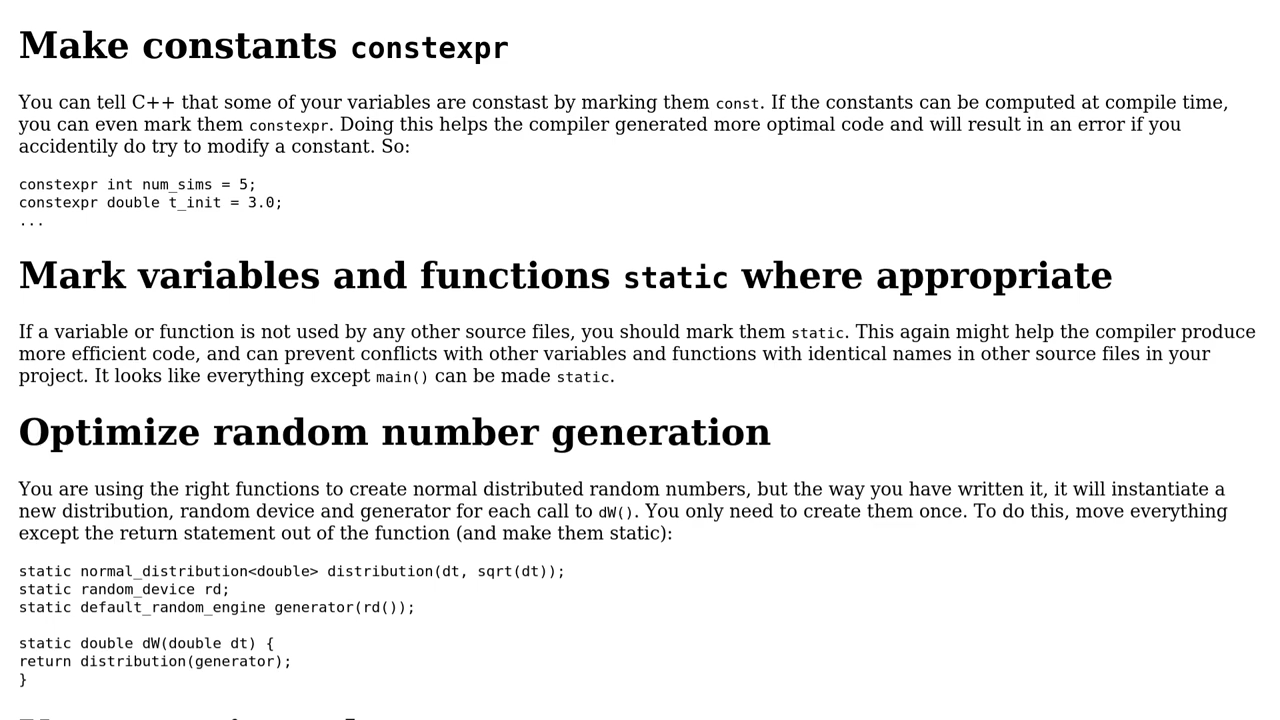 Make constants constexpr
You can tell C++ that some of your variables are constast by marking them const. If the constants can be computed at compile time,
you can even mark them constexpr. Doing this helps the compiler generated more optimal code and will result in an error if you
accidentily do try to modify a constant. So:
constexpr int num_sims = 5;
constexpr double t_init = 3.0;
...
Mark variables and functions static where appropriate
If a variable or function is not used by any other source files, you should mark them static. This again might help the compiler produce
more efficient code, and can prevent conflicts with other variables and functions with identical names in other source files in your
project. It looks like everything except main() can be made static.
Optimize random number generation
You are using the right functions to create normal distributed random numbers, but the way you have written it, it will instantiate a
new distribution, random device and generator for each call to dW(). You only need to create them once. To do this, move everything
except the return statement out of the function (and make them static):
static normal_distribution<double> distribution(dt, sqrt(dt));
static random_device rd;
static default_random_engine generator(rd());
static double dW(double dt) {
return distribution(generator);
}